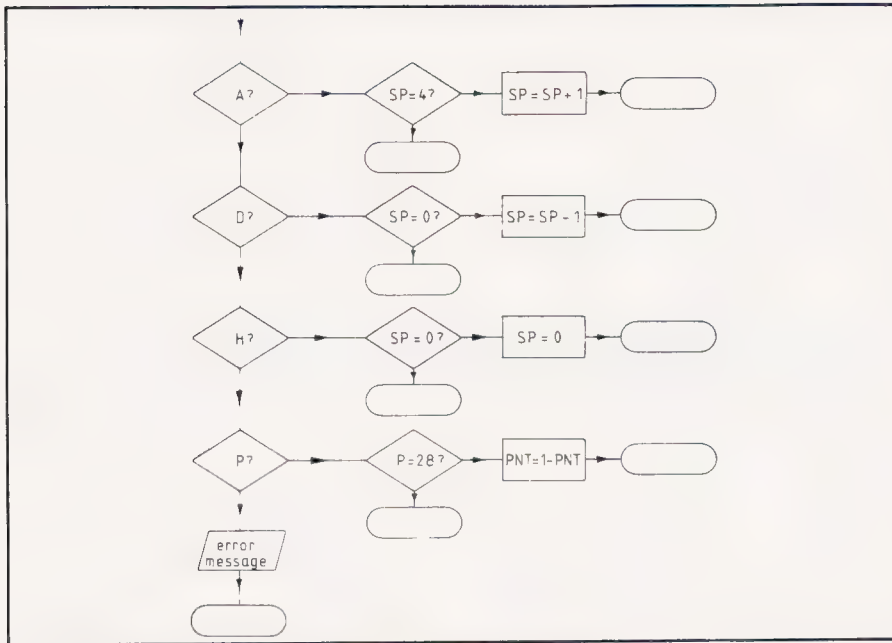 A?
SP=4?
SP=SP+1
D?
SP=0?
SP=SP-1
H?
SP=0?
SP=0
P?
P=28?
PNT=1-PNT
error
message